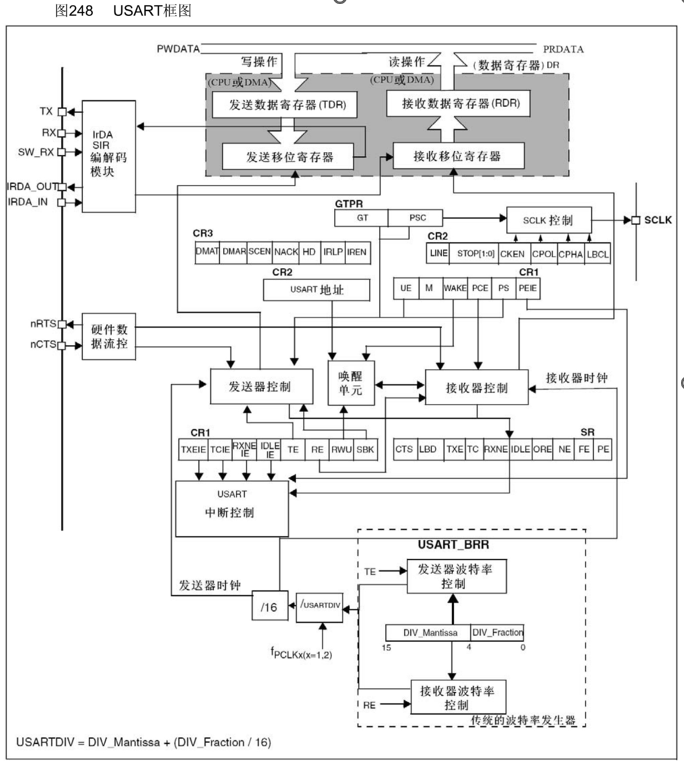 图248 USART框图
PWDATA
PRDATA
写操作
读操作
(数据寄存器)DR
(CPU或DMA)
(CPU或DMA)
发送数据寄存器(TDR)
接收数据寄存器(RDR)
发送移位寄存器
接收移位寄存器
TX
RX
SW_RX
IRDA_OUT
IRDA_IN
IrDA
SIR
编解码
模块
GTPR
GT PSC
SCLK 控制
SCLK
CR3
DMAT DMAR SCEN NACK HD IRLP IREN
CR2
LINE STOP[1:0] CKEN CPOL CPHA LBCL
CR2
USART 地址
CR1
UE M WAKE PCE PS PEIE
nRTS
nCTS
硬件数
据流控
发送器控制
唤醒
单元
接收器控制
接收器时钟
CR1
TXEIE TCIE RXNE IE IDLE IE TE RE RWU SBK
SR
CTS LBD TXE TC RXNE IDLE ORE NE FE PE
USART
中断控制
USART_BRR
发送器时钟
TE
发送器波特率
控制
/16
/USARTDIV
fPCLKx(x=1,2)
DIV_Mantissa DIV_Fraction
15 4 0
RE
接收器波特率
控制
传统的波特率发生器
USARTDIV = DIV_Mantissa + (DIV_Fraction / 16)